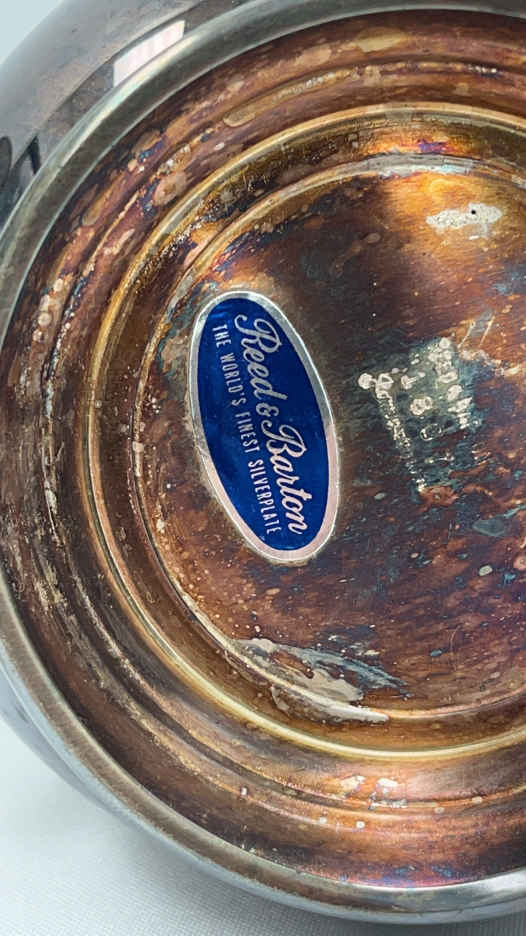 Reed & Barton
THE WORLD'S FINEST SILVERPLATE